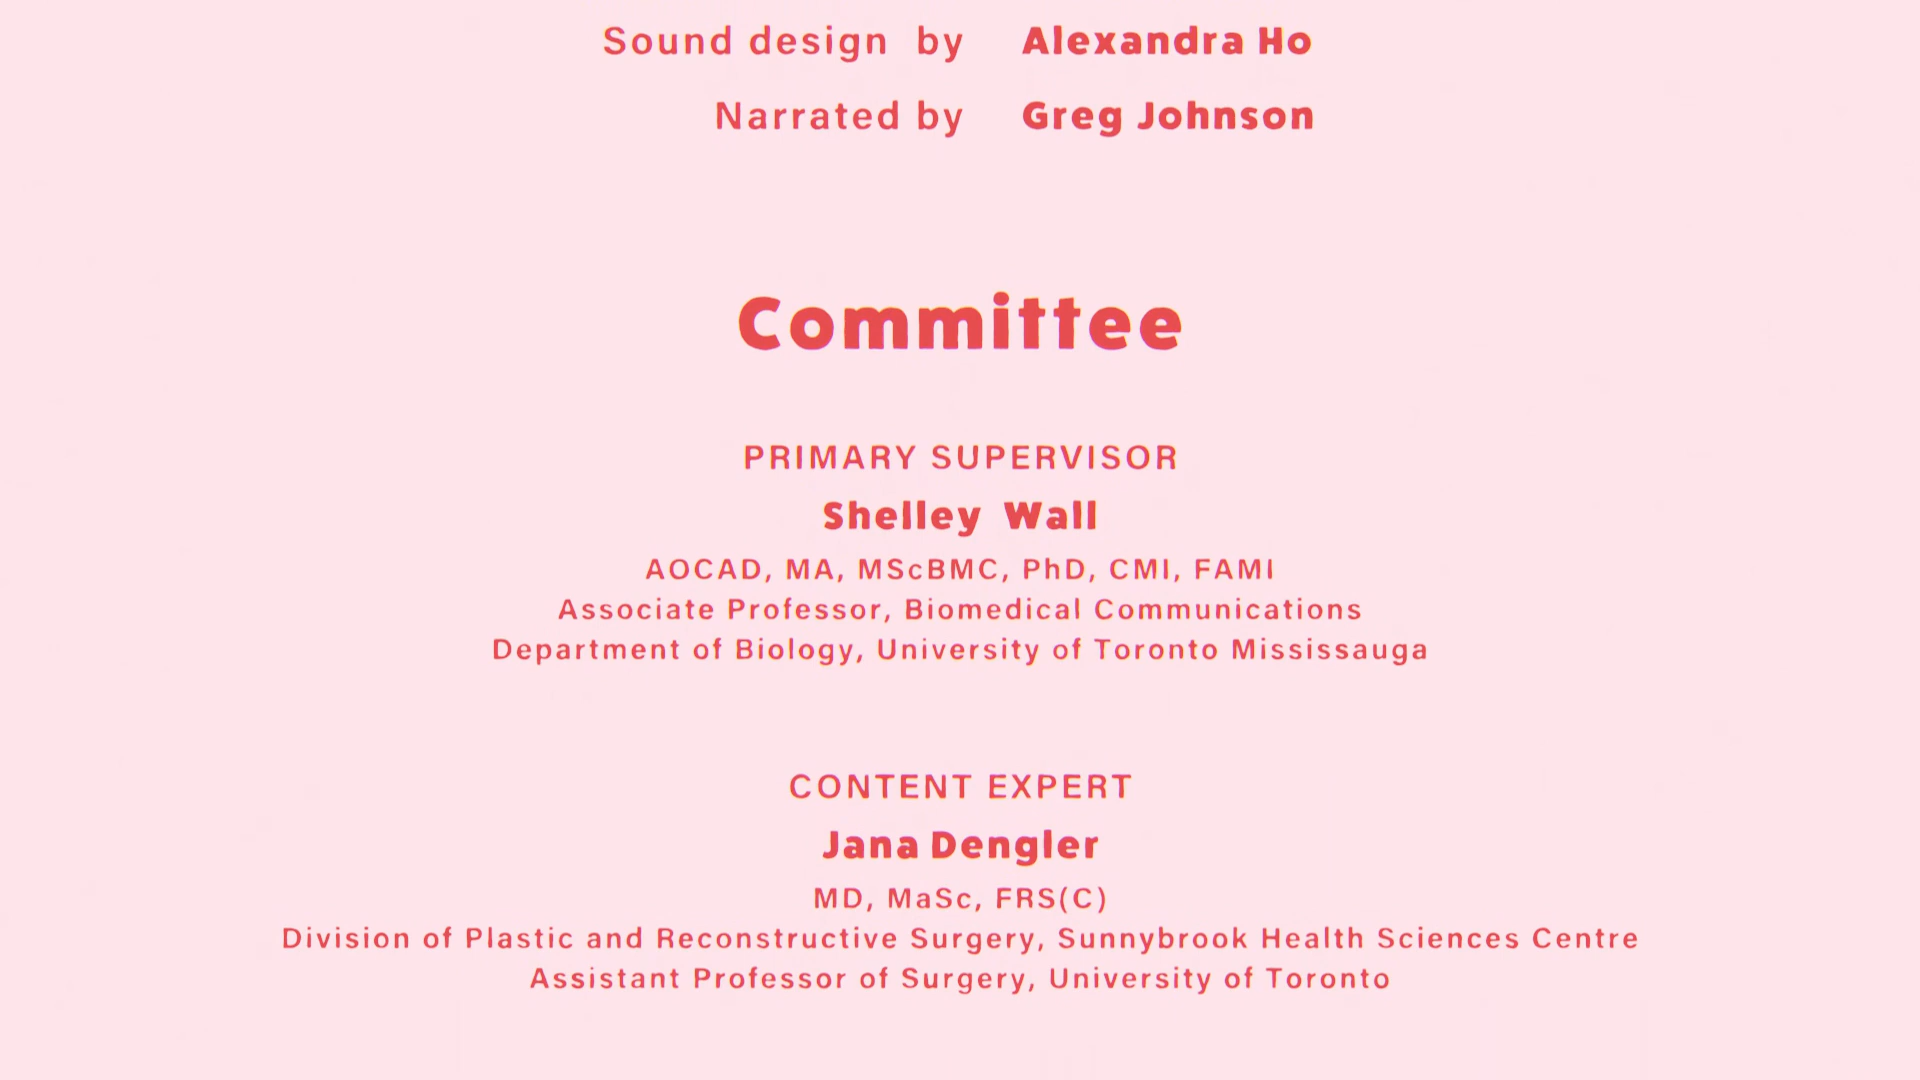 Sound design by Alexandra Ho
Narrated by Greg Johnson
Committee
PRIMARY SUPERVISOR
Shelley Wall
AOCAD, MA, MScBMC, PhD, CMI, FAMI
Associate Professor, Biomedical Communications
Department of Biology, University of Toronto Mississauga
CONTENT EXPERT
Jana Dengler
MD, MaSc, FRS(C)
Division of Plastic and Reconstructive Surgery, Sunnybrook Health Sciences Centre
Assistant Professor of Surgery, University of Toronto